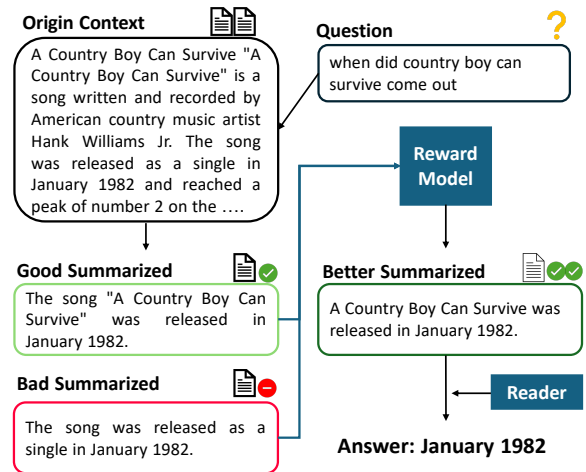 Origin Context
A Country Boy Can Survive "A
Country Boy Can Survive" is a
song written and recorded by
American country music artist
Hank Williams Jr. The song
was released as a single in
January 1982 and reached a
peak of number 2 on the ....
Question
?
when did country boy can
survive come out
Reward
Model
Good Summarized
The song "A Country Boy Can
Survive" was released in
January 1982.
Better Summarized
A Country Boy Can Survive was
released in January 1982.
Bad Summarized
The song was released as a
single in January 1982.
Reader
Answer: January 1982